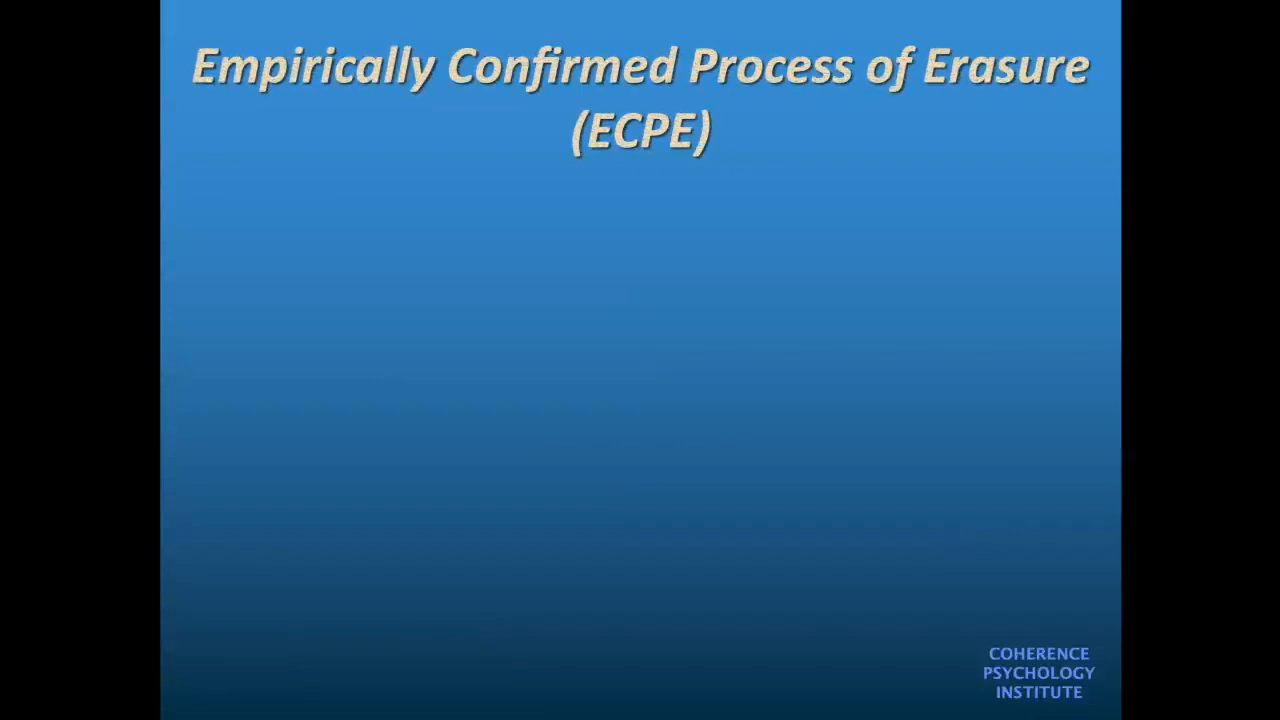 Empirically Confirmed Process of Erasure
(ECPE)
COHERENCE
PSYCHOLOGY
INSTITUTE